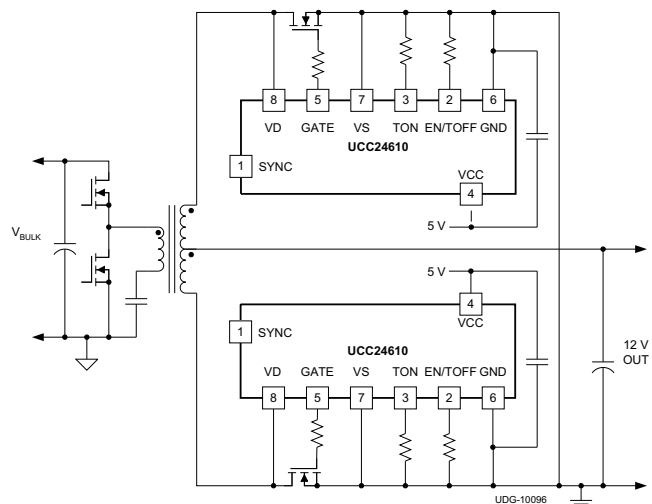 8 5 7 3 2 6
VD GATE VS TON EN/TOFF GND
UCC24610
1 SYNC
VCC
4
5 V
VBULK
5 V
4
VCC
1 SYNC
UCC24610
VD GATE VS TON EN/TOFF GND
8 5 7 3 2 6
12 V
OUT
UDG-10096